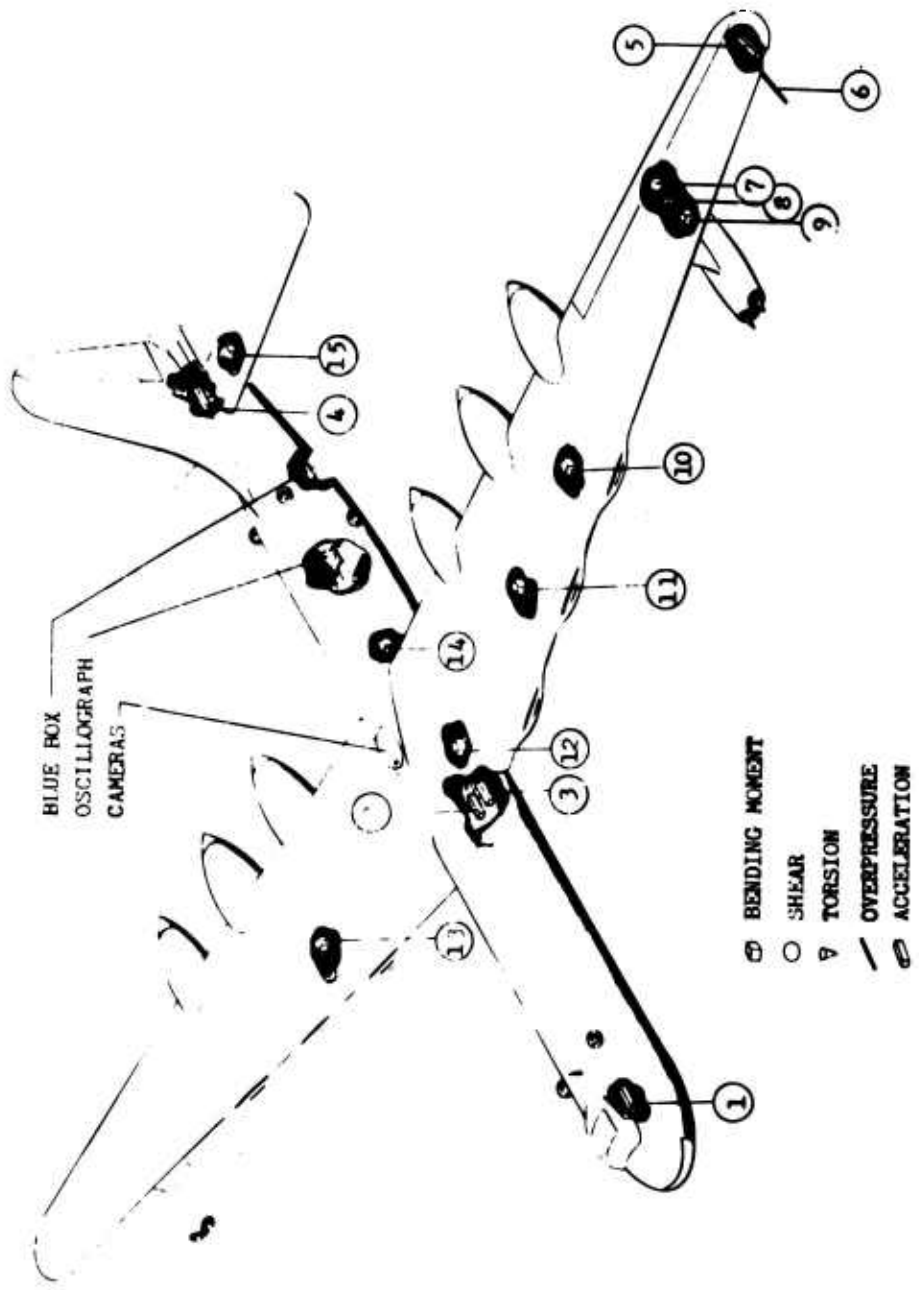 BLUE BOX
OSCILLOGRAPH
CAMERAS
4
15
5
6
7
8
9
14
10
11
13
12
3
1
BENDING MOMENT
SHEAR
TORSION
OVERPRESSURE
ACCELERATION